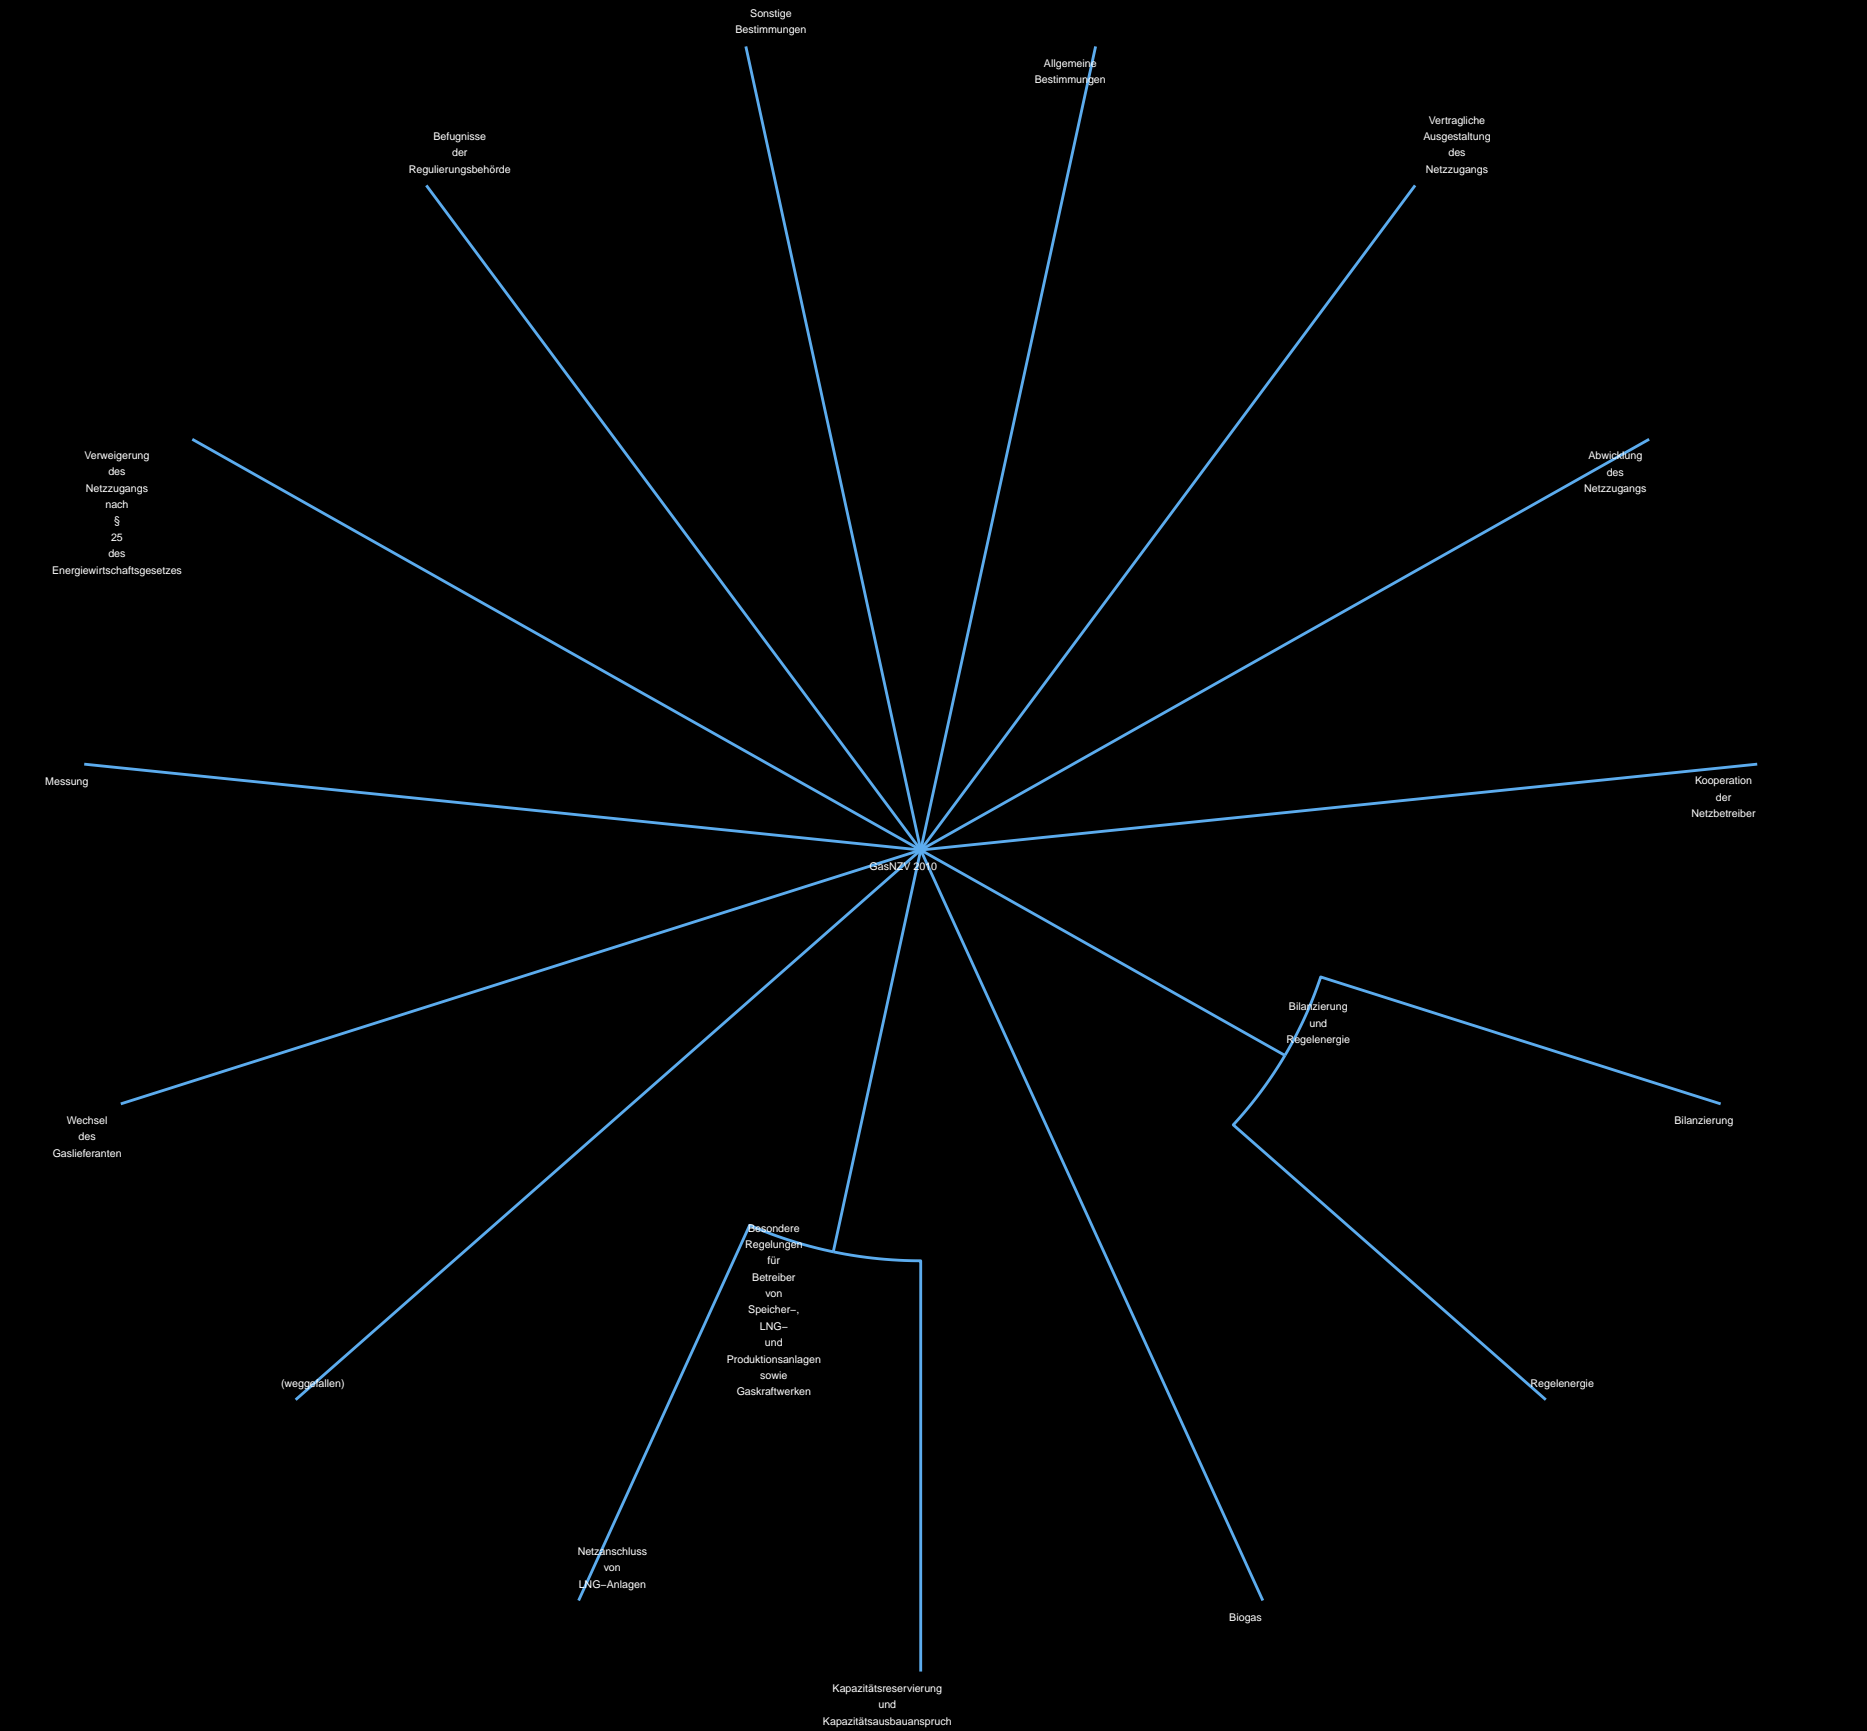 Sonstige
Bestimmungen
Allgemeine
Bestimmungen
Vertragliche
Ausgestaltung
des
Netzzugangs
Befugnisse
der
Regulierungsbehörde
Verweigerung
des
Netzzugangs
nach
§
25
des
Energiewirtschaftsgesetzes
Abwicklung
des
Netzzugangs
Messung
Kooperation
der
Netzbetreiber
GasNZV 2010
Bilanzierung
und
Regelenergie
Bilanzierung
Wechsel
des
Gaslieferanten
Besondere
Regelungen
für
Betreiber
von
Speicher–,
LNG–
und
Produktionsanlagen
sowie
Gaskraftwerken
(weggefallen)
Regelenergie
Netzanschluss
von
LNG–Anlagen
Biogas
Kapazitätsreservierung
und
Kapazitätsausbauanspruch